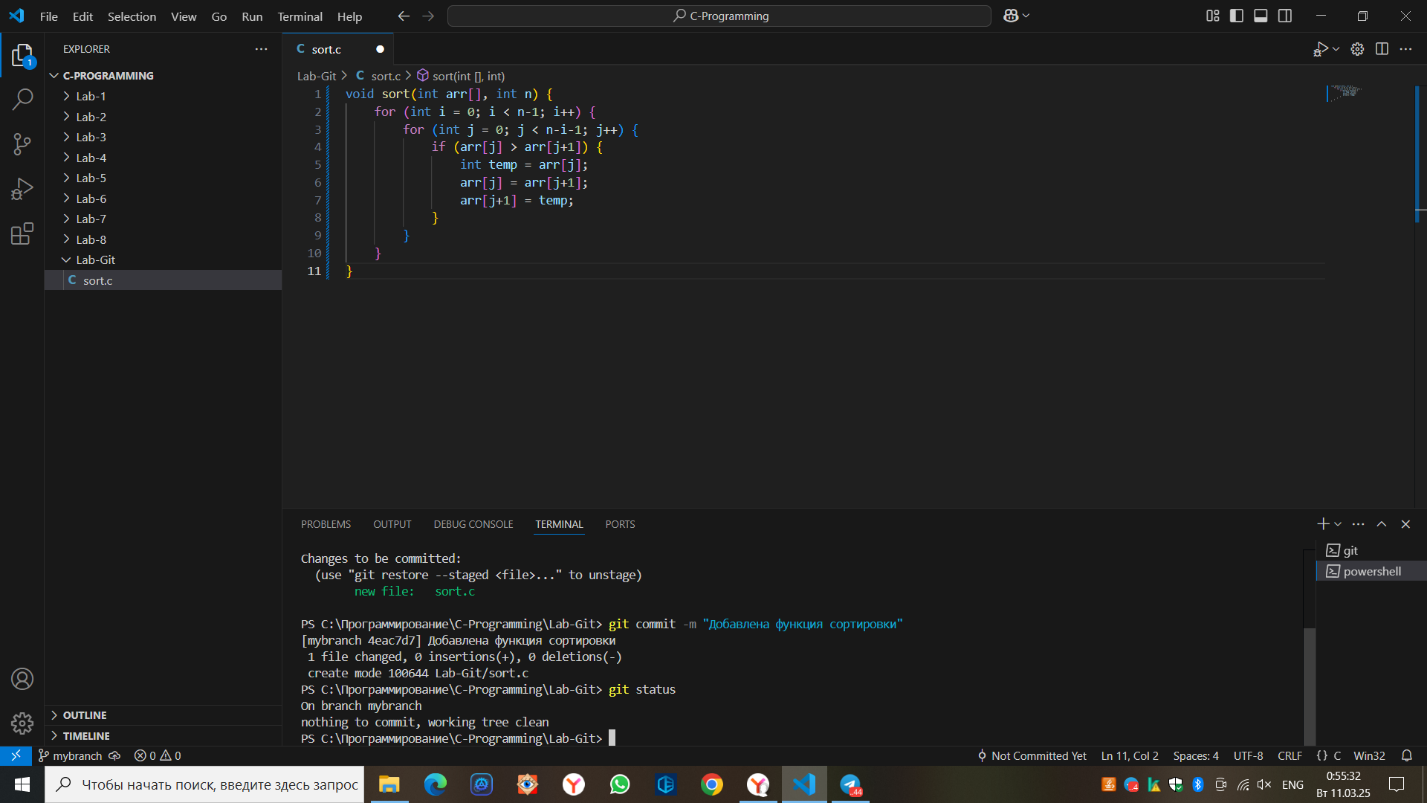 File Edit Selection View Go Run Terminal Help
C-Programming
EXPLORER
1
C-PROGRAMMING
Lab-1
Lab-2
Lab-3
Lab-4
Lab-5
Lab-6
Lab-7
Lab-8
Lab-Git
C sort.c
OUTLINE
TIMELINE
C sort.c
Lab-Git > C sort.c > sort(int [], int)
1 void sort(int arr[], int n) {
2 for (int i = 0; i < n-1; i++) {
3 for (int j = 0; j < n-i-1; j++) {
4 if (arr[j] > arr[j+1]) {
5 int temp = arr[j];
6 arr[j] = arr[j+1];
7 arr[j+1] = temp;
8 }
9 }
10 }
11 }
PROBLEMS OUTPUT DEBUG CONSOLE TERMINAL PORTS
Changes to be committed:
(use "git restore --staged <file>..." to unstage)
new file: sort.c
PS C:\Программирование\C-Programming\Lab-Git> git commit -m "Добавлена функция сортировки"
[mybranch 4eac7d7] Добавлена функция сортировки
1 file changed, 0 insertions(+), 0 deletions(-)
create mode 100644 Lab-Git/sort.c
PS C:\Программирование\C-Programming\Lab-Git> git status
On branch mybranch
nothing to commit, working tree clean
PS C:\Программирование\C-Programming\Lab-Git>
git
powershell
mybranch 0 0 Not Committed Yet Ln 11, Col 2 Spaces: 4 UTF-8 CRLF {} C Win32
Чтобы начать поиск, введите здесь запрос
44
ENG
0:55:32
Вт 11.03.25